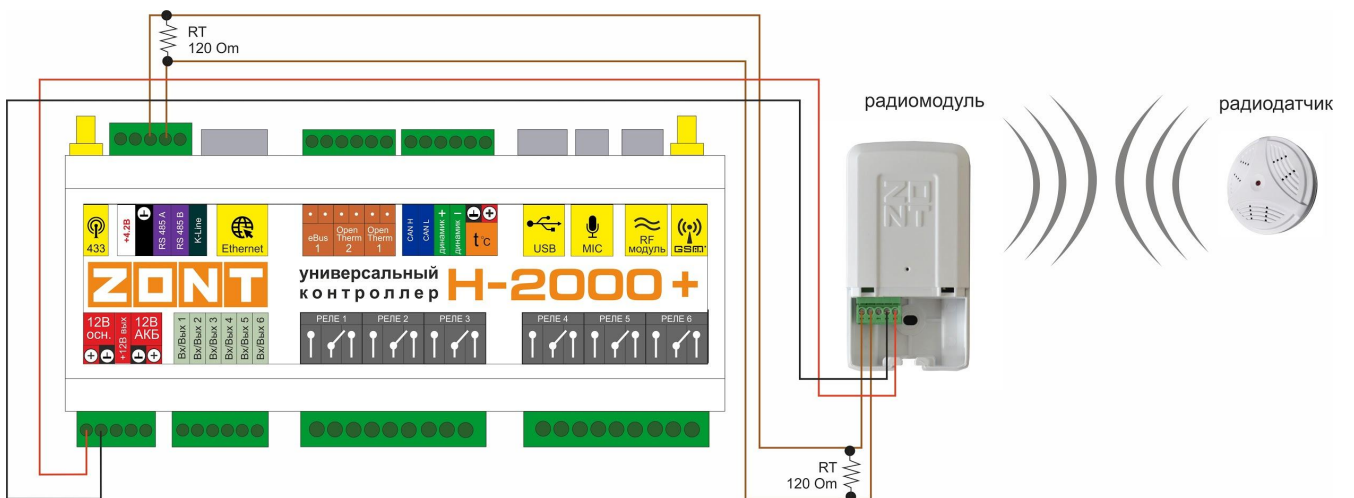 RT
120 Om
радиомодуль
радиодатчик
ZONT
433
+4.2В
RS 485 A
RS 485 B
K-Line
Ethernet
eBus
1
Open
Therm
2
Open
Therm
1
CAN H
CAN L
динамик +
динамик −
t°c
USB
MIC
RF
модуль
GSM
ZONT
универсальный
контроллер
H-2000+
12В
осн.
+12В вых
12В
АКБ
Вх/Вых 1
Вх/Вых 2
Вх/Вых 3
Вх/Вых 4
Вх/Вых 5
Вх/Вых 6
РЕЛЕ 1
РЕЛЕ 2
РЕЛЕ 3
РЕЛЕ 4
РЕЛЕ 5
РЕЛЕ 6
RT
120 Om